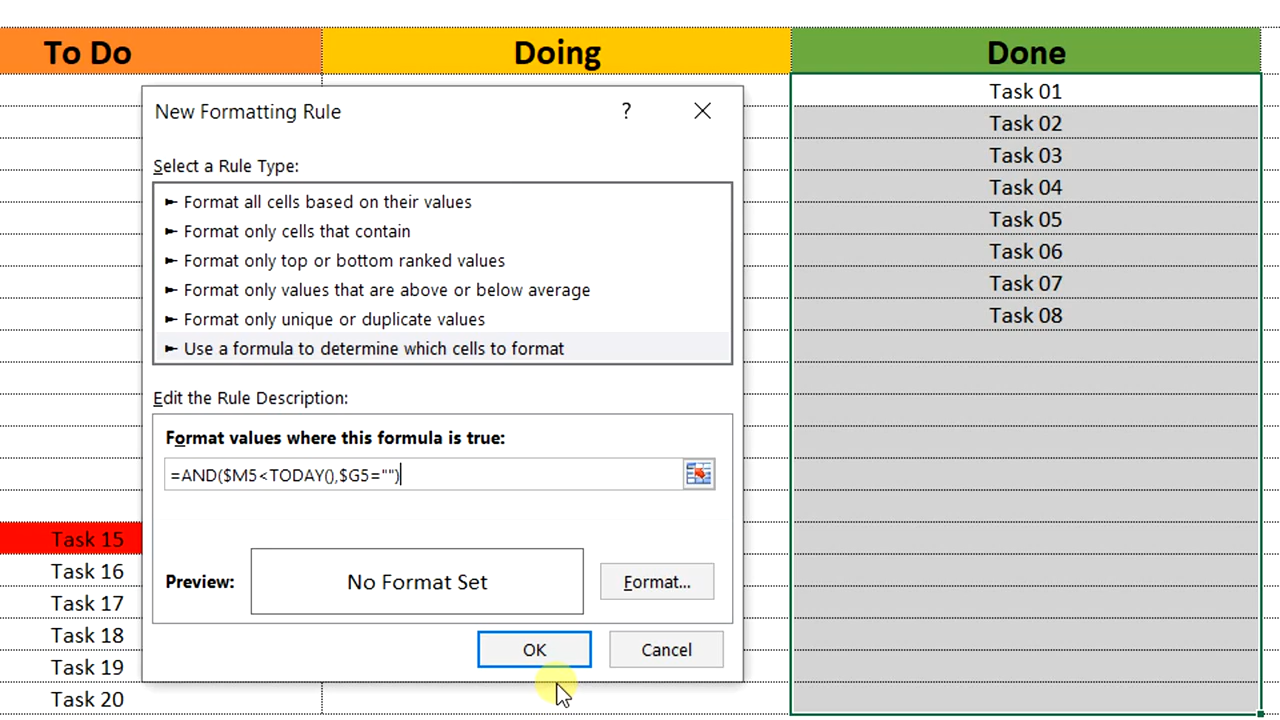 To Do
Doing
Done
New Formatting Rule
?
Select a Rule Type:
► Format all cells based on their values
► Format only cells that contain
► Format only top or bottom ranked values
► Format only values that are above or below average
► Format only unique or duplicate values
► Use a formula to determine which cells to format
Edit the Rule Description:
Format values where this formula is true:
=AND($M5<TODAY(),$G5="")
Preview:
No Format Set
Format...
OK
Cancel
Task 15
Task 16
Task 17
Task 18
Task 19
Task 20
Task 01
Task 02
Task 03
Task 04
Task 05
Task 06
Task 07
Task 08